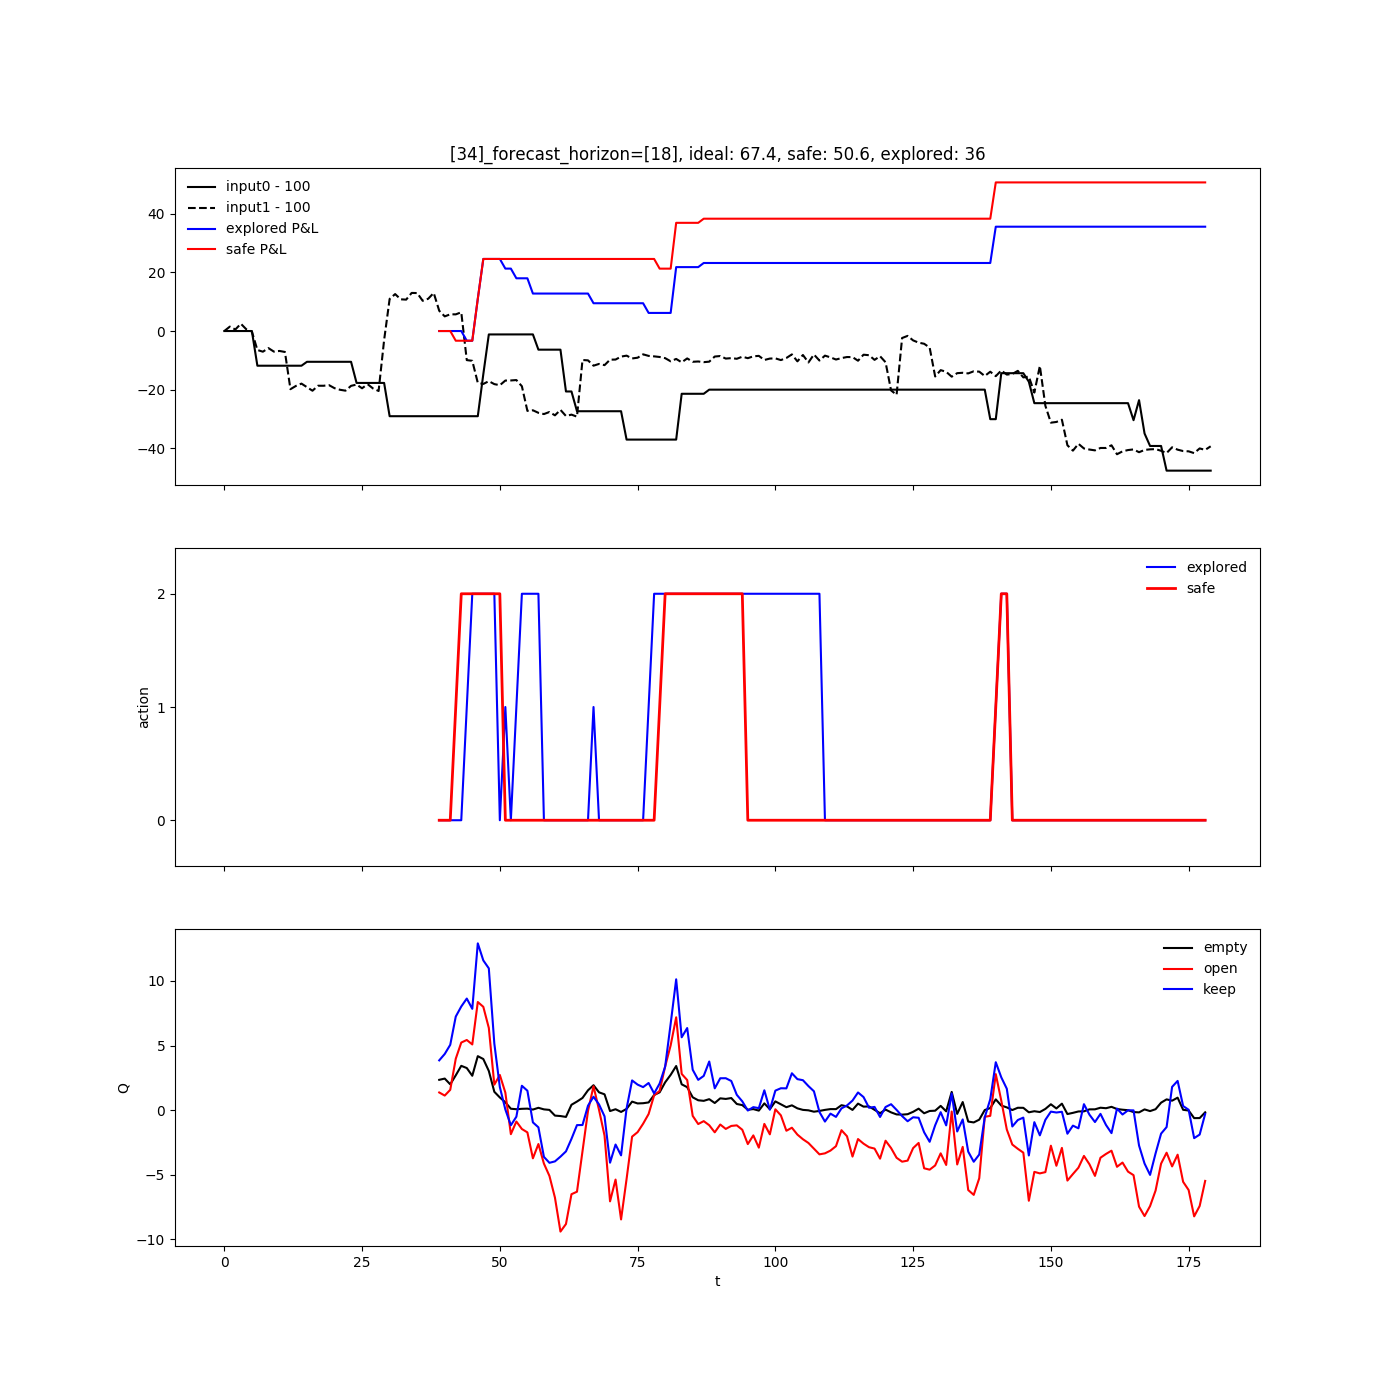 [34]_forecast_horizon=[18], ideal: 67.4, safe: 50.6, explored: 36
input0 - 100
input1 - 100
explored P&L
safe P&L
40
20
0
−20
−40
explored
safe
2
1
0
action
empty
open
keep
10
5
0
−5
−10
Q
0 25 50 75 100 125 150 175
t